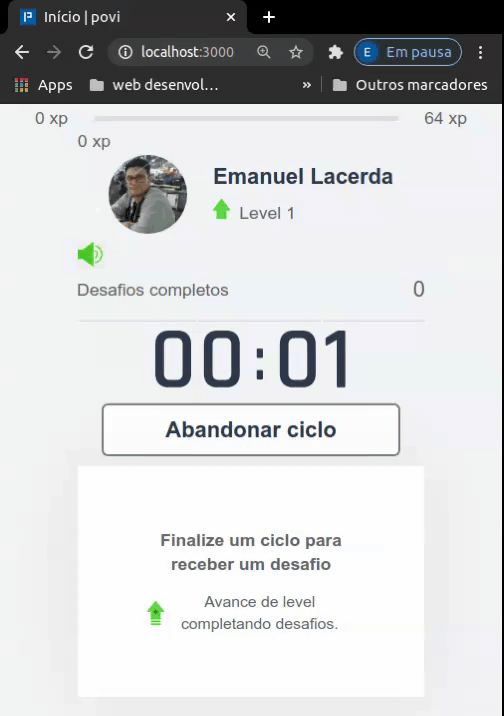 Início | povi
localhost:3000
E Em pausa
Apps
web desenvol...
»
Outros marcadores
0 xp
64 xp
0 xp
Emanuel Lacerda
Level 1
Desafios completos
0
00:01
Abandonar ciclo
Finalize um ciclo para
receber um desafio
Avance de level
completando desafios.